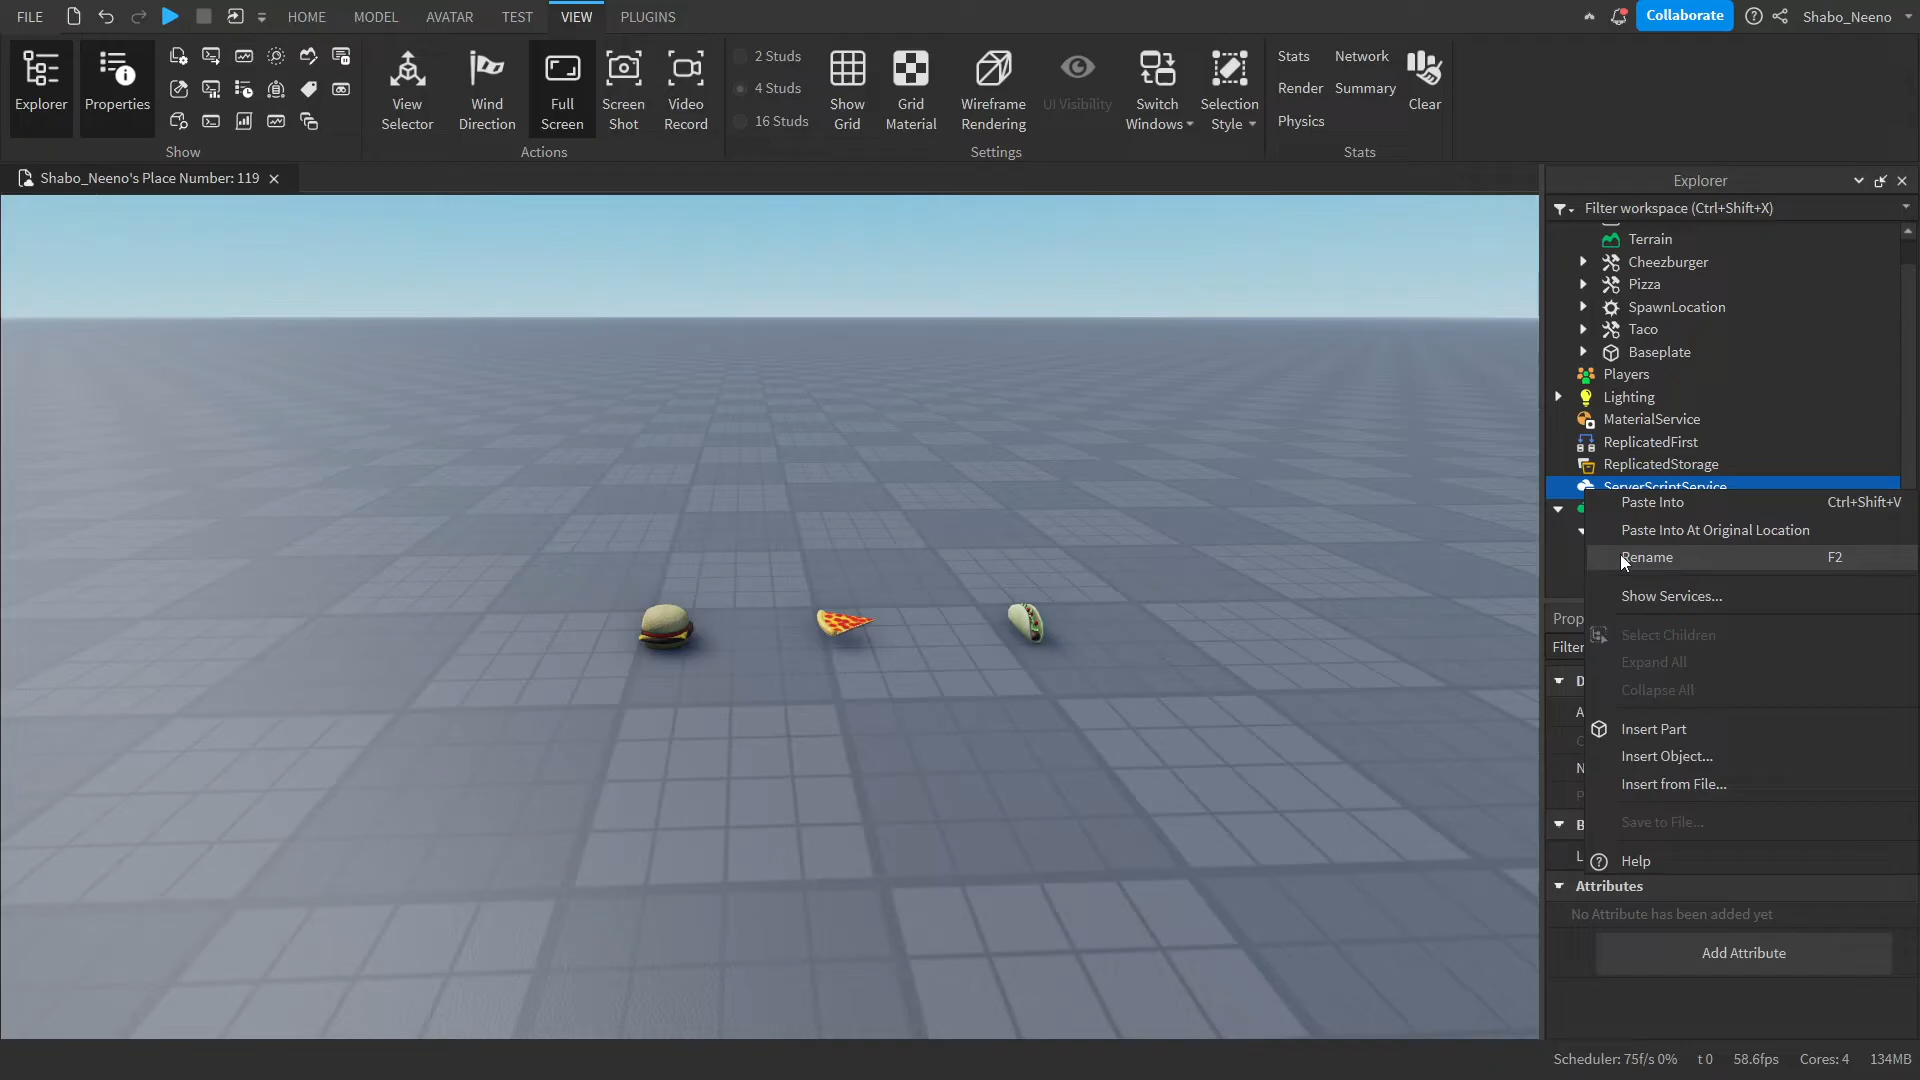 FILE
HOME
MODEL
AVATAR
TEST
VIEW
PLUGINS
Collaborate
Shabo_Neeno
Explorer
Properties
Show
View
Selector
Wind
Direction
Full
Screen
Screen
Shot
Video
Record
Actions
2 Studs
4 Studs
16 Studs
Show
Grid
Grid
Material
Wireframe
Rendering
UI Visibility
Switch
Windows
Selection
Style
Settings
Stats
Network
Render
Summary
Physics
Clear
Stats
Shabo_Neeno's Place Number: 119
Explorer
Filter workspace (Ctrl+Shift+X)
Terrain
Cheezburger
Pizza
SpawnLocation
Taco
Baseplate
Players
Lighting
MaterialService
ReplicatedFirst
ReplicatedStorage
ServerScriptService
Paste Into Ctrl+Shift+V
Paste Into At Original Location
Rename F2
Show Services...
Select Children
Expand All
Collapse All
Insert Part
Insert Object...
Insert from File...
Save to File...
Help
Prop
Filter
D
A
C
N
P
B
L
Attributes
No Attribute has been added yet
Add Attribute
Scheduler: 75f/s 0% t 0 58.6fps Cores: 4 134MB